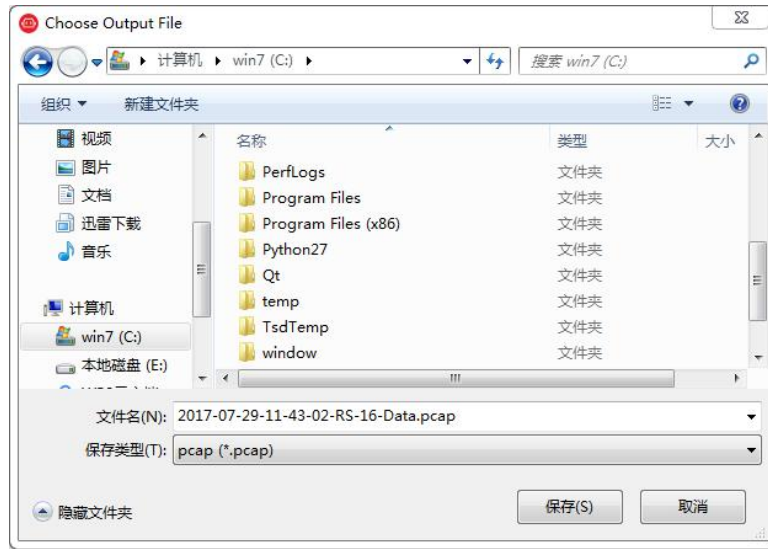 Choose Output File
计算机 win7 (C:) 搜索 win7 (C:)
组织 新建文件夹
视频
图片
文档
迅雷下载
音乐
计算机
win7 (C:)
本地磁盘 (E:)
名称 类型 大小
PerfLogs 文件夹
Program Files 文件夹
Program Files (x86) 文件夹
Python27 文件夹
Qt 文件夹
temp 文件夹
TsdTemp 文件夹
window 文件夹
文件名(N): 2017-07-29-11-43-02-RS-16-Data.pcap
保存类型(T): pcap (*.pcap)
隐藏文件夹 保存(S) 取消